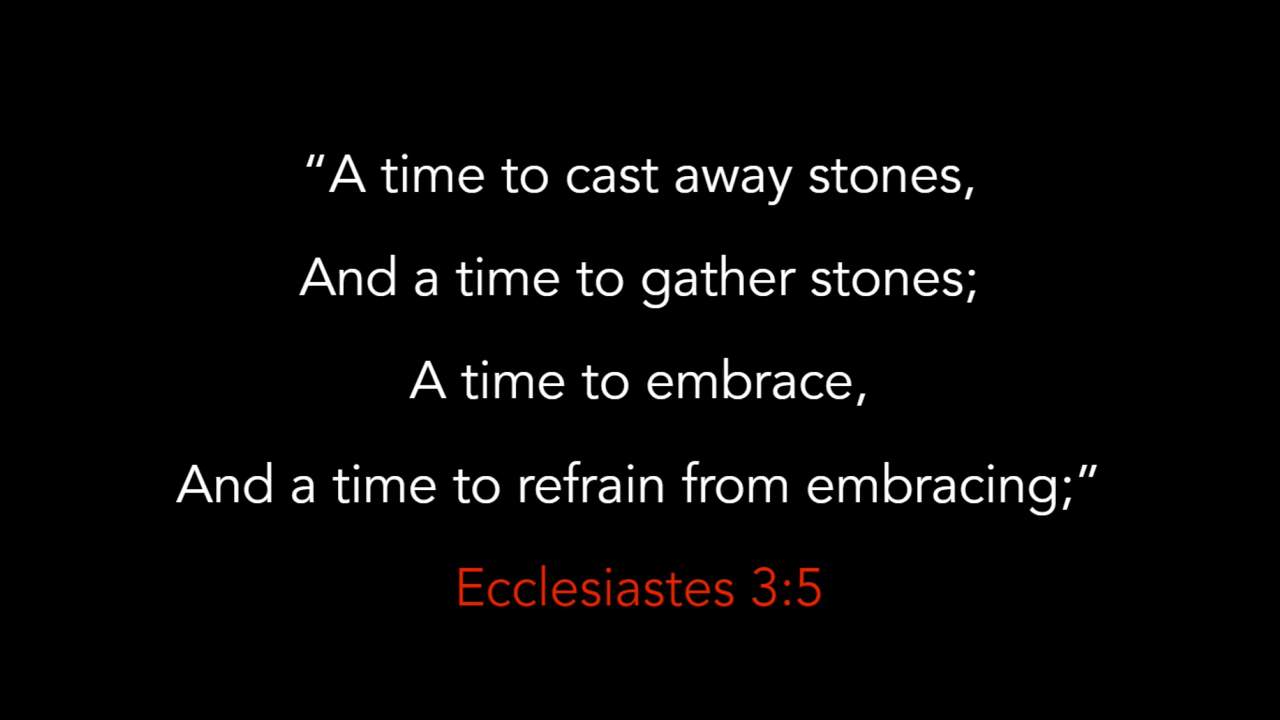 “A time to cast away stones,
And a time to gather stones;
A time to embrace,
And a time to refrain from embracing;”
Ecclesiastes 3:5